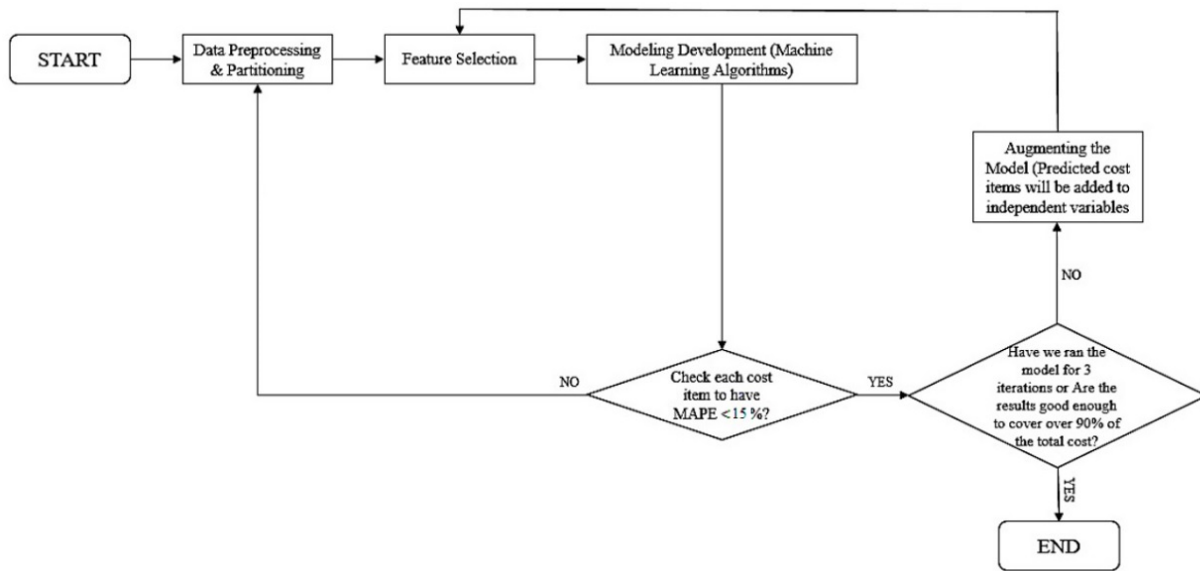 START
Data Preprocessing
& Partitioning
Feature Selection
Modeling Development (Machine
Learning Algorithms)
Augmenting the
Model (Predicted cost
items will be added to
independent variables
NO
Check each cost
item to have
MAPE <15 %?
NO
YES
Have we ran the
model for 3
iterations or Are the
results good enough
to cover over 90% of
the total cost?
YES
END